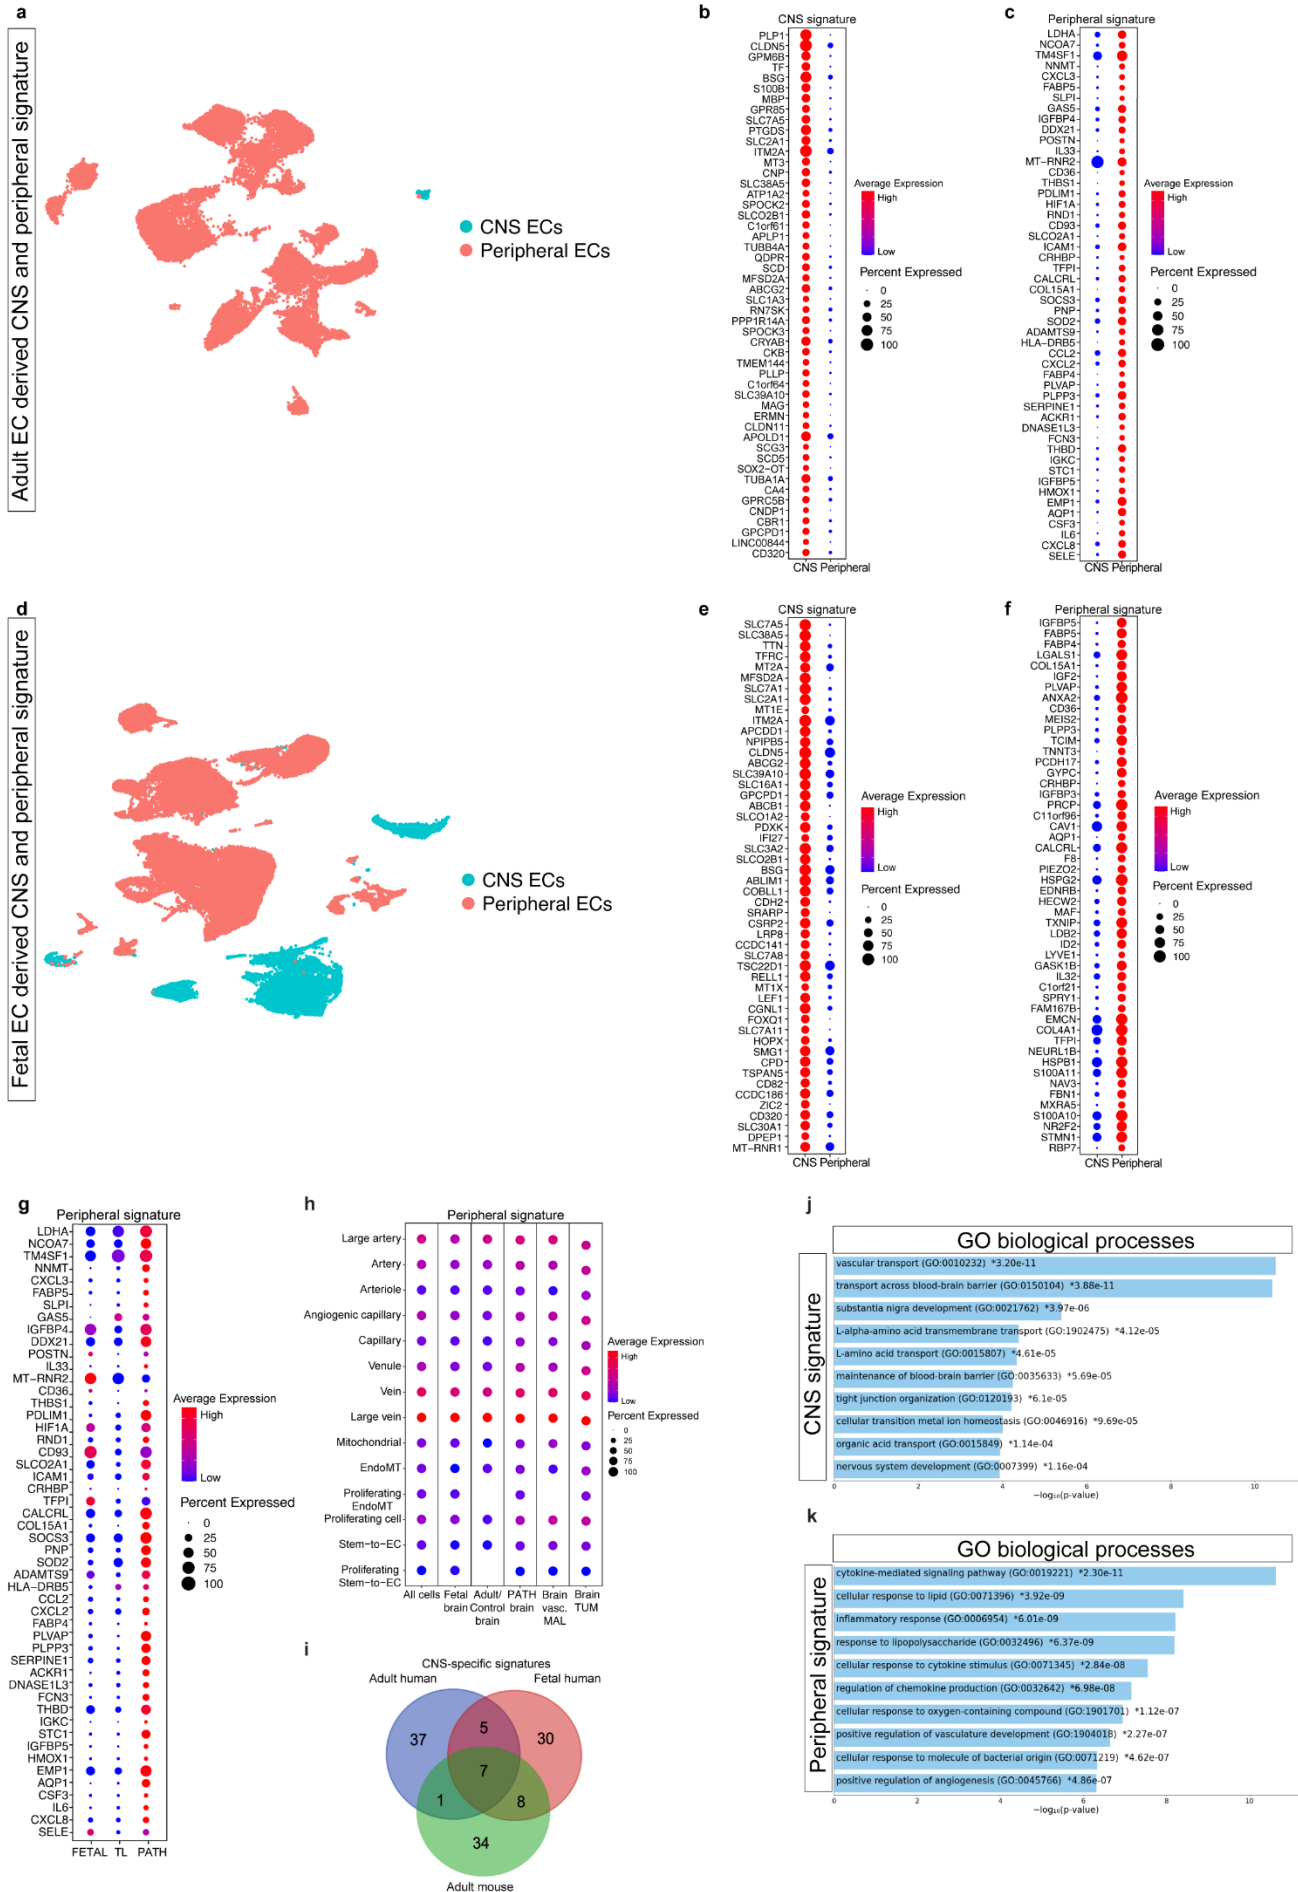 a
Adult EC derived CNS and peripheral signature
CNS ECs
Peripheral ECs
b
CNS signature
PLP1
CLDN5
GPM6B
TF
BSG
S100B
MBP
GPR85
SLC7A5
PTGDS
SLC2A1
ITM2A
MT3
CNP
SLC38A5
ATP1A2
SPOCK2
SLCO2B1
C1orf61
APLP1
TUBB4A
QDPR
SCD
MFSD2A
ABCG2
SLC1A3
RN7SK
PPP1R14A
SPOCK3
CRYAB
CKB
TMEM144
PLLP
C1orf64
SLC39A10
MAG
ERMN
CLDN11
APOLD1
SCG3
SCD5
SOX2-OT
TUBA1A
CA4
GPRC5B
CNDP1
CBR1
GPCPD1
LINC00844
CD320
CNS Peripheral
Average Expression
High
Low
Percent Expressed
0
25
50
75
100
c
Peripheral signature
LDHA
NCOA7
TM4SF1
NNMT
CXCL3
FABP5
SLPI
GAS5
IGFBP4
DDX21
POSTN
IL33
MT-RNR2
CD36
THBS1
PDLIM1
HIF1A
RND1
CD93
SLCO2A1
ICAM1
CRHBP
TFPI
CALCRL
COL15A1
SOCS3
PNP
SOD2
ADAMTS9
HLA-DRB5
CCL2
CXCL2
FABP4
PLVAP
PLPP3
SERPINE1
ACKR1
DNASE1L3
FCN3
THBD
IGKC
STC1
IGFBP5
HMOX1
EMP1
AQP1
CSF3
IL6
CXCL8
SELE
CNS Peripheral
Average Expression
High
Low
Percent Expressed
0
25
50
75
100
d
Fetal EC derived CNS and peripheral signature
CNS ECs
Peripheral ECs
e
CNS signature
SLC7A5
SLC38A5
TTN
TFRC
MT2A
MFSD2A
SLC7A1
SLC2A1
MT1E
ITM2A
APCDD1
NPIPB5
CLDN5
ABCG2
SLC39A10
SLC16A1
GPCPD1
ABCB1
SLCO1A2
PDXK
IFI27
SLC3A2
SLCO2B1
BSG
ABLIM1
COBLL1
CDH2
SRARP
CSRP2
LRP8
CCDC141
SLC7A8
TSC22D1
RELL1
MT1X
LEF1
CGNL1
FOXQ1
SLC7A11
HOPX
SMG1
CPD
TSPAN5
CD82
CCDC186
ZIC2
CD320
SLC30A1
DPEP1
MT-RNR1
CNS Peripheral
Average Expression
High
Low
Percent Expressed
0
25
50
75
100
f
Peripheral signature
IGFBP5
FABP5
FABP4
LGALS1
COL15A1
IGF2
PLVAP
ANXA2
CD36
MEIS2
PLPP3
TCIM
TNNT3
PCDH17
GYPC
CRHBP
IGFBP3
PRCP
C11orf96
CAV1
AQP1
CALCRL
F8
PIEZO2
HSPG2
EDNRB
HECW2
MAF
TXNIP
LDB2
ID2
LYVE1
GASK1B
IL32
C1orf21
SPRY1
FAM167B
EMCN
COL4A1
TFPI
NEURL1B
HSPB1
S100A11
NAV3
FBN1
MXRA5
S100A10
NR2F2
STMN1
RBP7
CNS Peripheral
Average Expression
High
Low
Percent Expressed
0
25
50
75
100
g
Peripheral signature
LDHA
NCOA7
TM4SF1
NNMT
CXCL3
FABP5
SLPI
GAS5
IGFBP4
DDX21
POSTN
IL33
MT-RNR2
CD36
THBS1
PDLIM1
HIF1A
RND1
CD93
SLCO2A1
ICAM1
CRHBP
TFPI
CALCRL
COL15A1
SOCS3
PNP
SOD2
ADAMTS9
HLA-DRB5
CCL2
CXCL2
FABP4
PLVAP
PLPP3
SERPINE1
ACKR1
DNASE1L3
FCN3
THBD
IGKC
STC1
IGFBP5
HMOX1
EMP1
AQP1
CSF3
IL6
CXCL8
SELE
FETAL TL PATH
Average Expression
High
Low
Percent Expressed
0
25
50
75
100
h
Peripheral signature
Large artery
Artery
Arteriole
Angiogenic capillary
Capillary
Venule
Vein
Large vein
Mitochondrial
EndoMT
Proliferating
EndoMT
Proliferating cell
Stem-to-EC
Proliferating
Stem-to-EC
All cells
Fetal
brain
Adult/
Control
brain
PATH
brain
Brain
vasc.
MAL
Brain
TUM
Average Expression
High
Low
Percent Expressed
0
25
50
75
100
i
CNS-specific signatures
Adult human
Fetal human
37
5
30
7
1
8
34
Adult mouse
j
GO biological processes
CNS signature
vascular transport (GO:0010232) *3.20e-11
transport across blood-brain barrier (GO:0150104) *3.88e-11
substantia nigra development (GO:0021762) *3.97e-06
L-alpha-amino acid transmembrane transport (GO:1902475) *4.12e-05
L-amino acid transport (GO:0015807) *4.61e-05
maintenance of blood-brain barrier (GO:0035633) *5.69e-05
tight junction organization (GO:0120193) *6.1e-05
cellular transition metal ion homeostasis (GO:0046916) *9.69e-05
organic acid transport (GO:0015849) *1.14e-04
nervous system development (GO:0007399) *1.16e-04
0 2 4 6 8 10
−log₁₀(p-value)
k
GO biological processes
Peripheral signature
cytokine-mediated signaling pathway (GO:0019221) *2.30e-11
cellular response to lipid (GO:0071396) *3.92e-09
inflammatory response (GO:0006954) *6.01e-09
response to lipopolysaccharide (GO:0032496) *6.37e-09
cellular response to cytokine stimulus (GO:0071345) *2.84e-08
regulation of chemokine production (GO:0032642) *6.98e-08
cellular response to oxygen-containing compound (GO:1901701) *1.12e-07
positive regulation of vasculature development (GO:1904018) *2.27e-07
cellular response to molecule of bacterial origin (GO:0071219) *4.62e-07
positive regulation of angiogenesis (GO:0045766) *4.86e-07
0 2 4 6 8 10
−log₁₀(p-value)